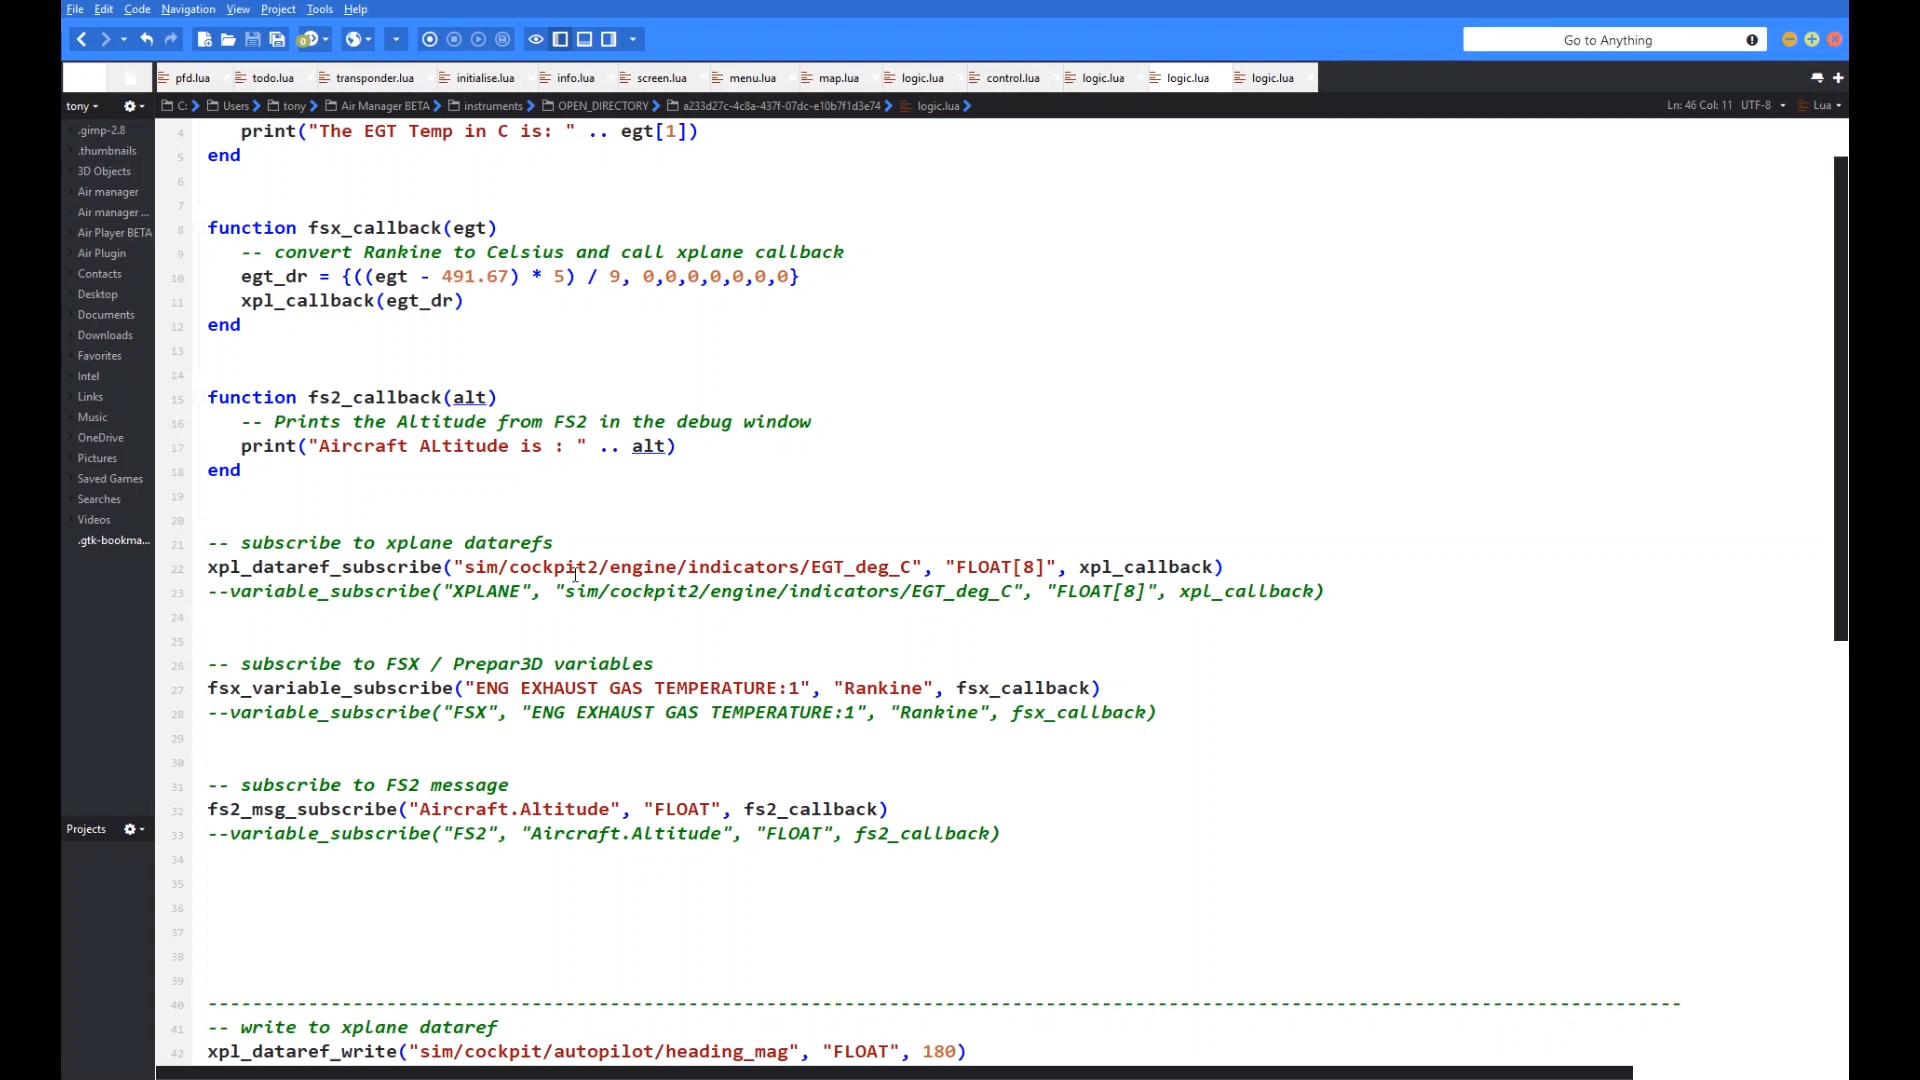 File Edit Code Navigation View Project Tools Help
Go to Anything
pfd.lua todo.lua transponder.lua initialise.lua info.lua screen.lua menu.lua map.lua logic.lua control.lua logic.lua logic.lua logic.lua
tony C: Users tony Air Manager BETA instruments OPEN_DIRECTORY a233d27c-4c8a-437f-07dc-e10b7f1d3e74 logic.lua Ln: 46 Col: 11 UTF-8 Lua
.gimp-2.8
.thumbnails
3D Objects
Air manager
Air manager ...
Air Player BETA
Air Plugin
Contacts
Desktop
Documents
Downloads
Favorites
Intel
Links
Music
OneDrive
Pictures
Saved Games
Searches
Videos
.gtk-bookma...
Projects
4 print("The EGT Temp in C is: " .. egt[1])
5 end
6
7
8 function fsx_callback(egt)
9 -- convert Rankine to Celsius and call xplane callback
10 egt_dr = {((egt - 491.67) * 5) / 9, 0,0,0,0,0,0,0}
11 xpl_callback(egt_dr)
12 end
13
14
15 function fs2_callback(alt)
16 -- Prints the Altitude from FS2 in the debug window
17 print("Aircraft ALtitude is : " .. alt)
18 end
19
20
21 -- subscribe to xplane datarefs
22 xpl_dataref_subscribe("sim/cockpit2/engine/indicators/EGT_deg_C", "FLOAT[8]", xpl_callback)
23 --variable_subscribe("XPLANE", "sim/cockpit2/engine/indicators/EGT_deg_C", "FLOAT[8]", xpl_callback)
24
25
26 -- subscribe to FSX / Prepar3D variables
27 fsx_variable_subscribe("ENG EXHAUST GAS TEMPERATURE:1", "Rankine", fsx_callback)
28 --variable_subscribe("FSX", "ENG EXHAUST GAS TEMPERATURE:1", "Rankine", fsx_callback)
29
30
31 -- subscribe to FS2 message
32 fs2_msg_subscribe("Aircraft.Altitude", "FLOAT", fs2_callback)
33 --variable_subscribe("FS2", "Aircraft.Altitude", "FLOAT", fs2_callback)
34
35
36
37
38
39
40 ------------------------------------------------------------------------------------------------------------------------------------
41 -- write to xplane dataref
42 xpl_dataref_write("sim/cockpit/autopilot/heading_mag", "FLOAT", 180)